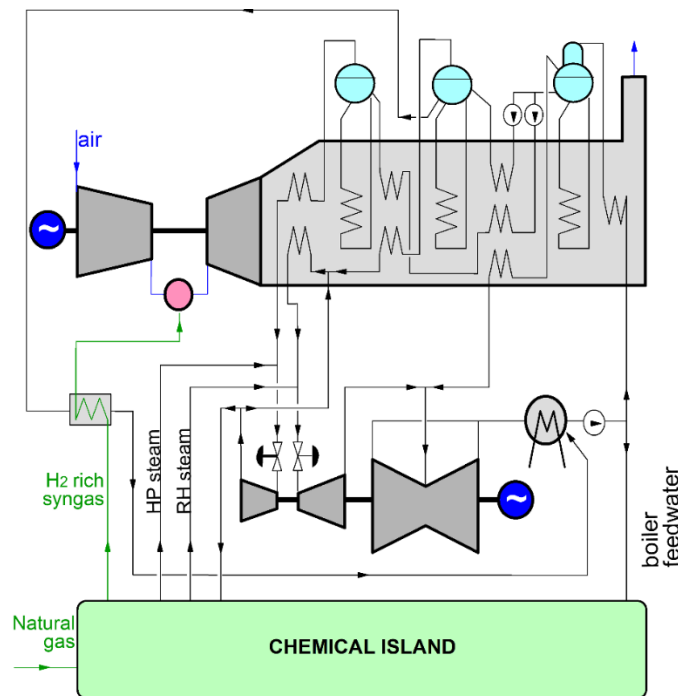 air
~
H2 rich
syngas
HP steam
RH steam
~
boiler
feedwater
Natural
gas
CHEMICAL ISLAND